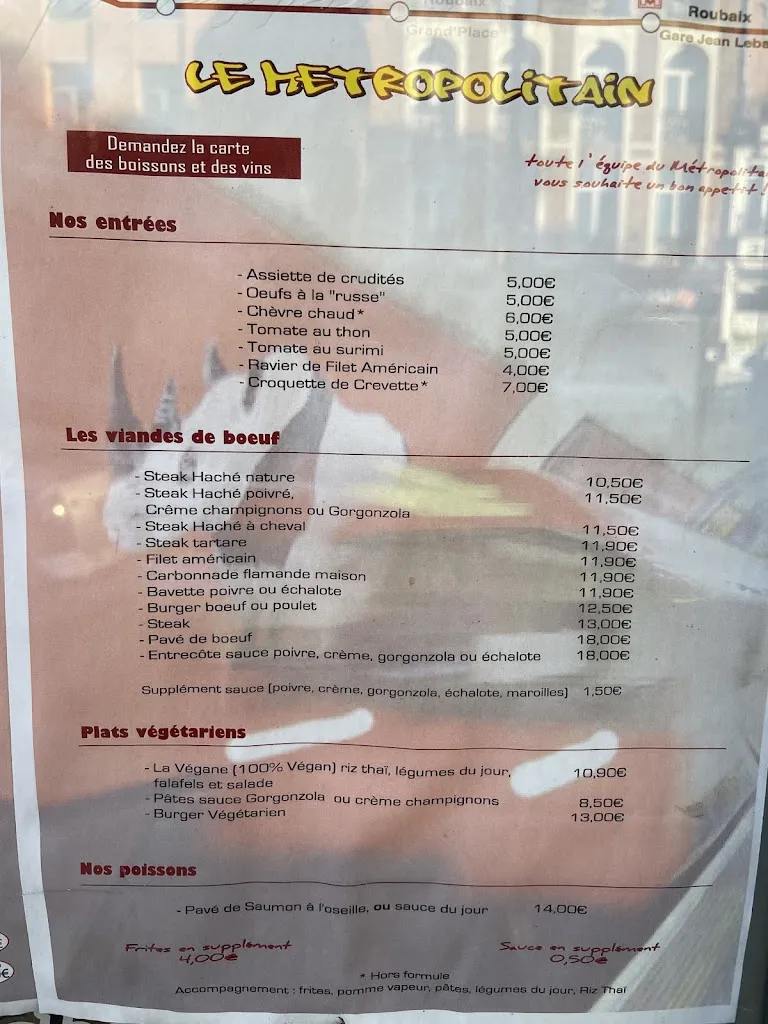 Roubaix
Grand'Place
Roubaix
Gare Jean
LE METROPOLITAIN
Demandez la carte
des boissons et des vins
toute l'équipe du
vous souhaite un bon appetit !
Nos entrées
- Assiette de crudités 5,00€
- Oeufs à la "russe" 5,00€
- Chèvre chaud* 6,00€
- Tomate au thon 5,00€
- Tomate au surimi 5,00€
- Ravier de Filet Américain 4,00€
- Croquette de Crevette* 7,00€
Les viandes de boeuf
- Steak Haché nature 10,50€
- Steak Haché poivré, 11,50€
Crême champignons ou Gorgonzola
- Steak Haché à cheval 11,50€
- Steak tartare 11,90€
- Filet américain 11,90€
- Carbonnade flamande maison 11,90€
- Bavette poivre ou échalote 11,90€
- Burger boeuf ou poulet 12,50€
- Steak 13,00€
- Pavé de boeuf 18,00€
- Entrecôte sauce poivre, crème, gorgonzola ou échalote 18,00€
Supplément sauce (poivre, crème, gorgonzola, échalote, maroilles) 1,50€
Plats végétariens
- La Végane (100% Végan) riz thaï, légumes du jour, 10,90€
falafels et salade
- Pâtes sauce Gorgonzola ou crème champignons 8,50€
- Burger Végétarien 13,00€
Nos poissons
- Pavé de Saumon à l'oseille, ou sauce du jour 14,00€
Frites en supplément Sauce en supplément
4,00€ 0,50€
* Hors formule
Accompagnement : frites, pomme vapeur, pâtes, légumes du jour, Riz Thaï